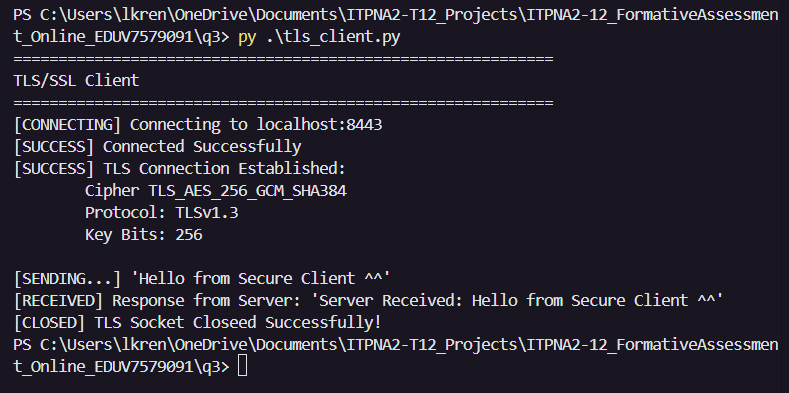 PS C:\Users\lkren\OneDrive\Documents\ITPNA2-T12_Projects\ITPNA2-12_FormativeAssessmen
t_Online_EDUV7579091\q3> py .\tls_client.py
============================================================
TLS/SSL Client
============================================================
[CONNECTING] Connecting to localhost:8443
[SUCCESS] Connected Successfully
[SUCCESS] TLS Connection Established:
        Cipher TLS_AES_256_GCM_SHA384
        Protocol: TLSv1.3
        Key Bits: 256

[SENDING...] 'Hello from Secure Client ^^'
[RECEIVED] Response from Server: 'Server Received: Hello from Secure Client ^^'
[CLOSED] TLS Socket Closeed Successfully!
PS C:\Users\lkren\OneDrive\Documents\ITPNA2-T12_Projects\ITPNA2-12_FormativeAssessmen
t_Online_EDUV7579091\q3>